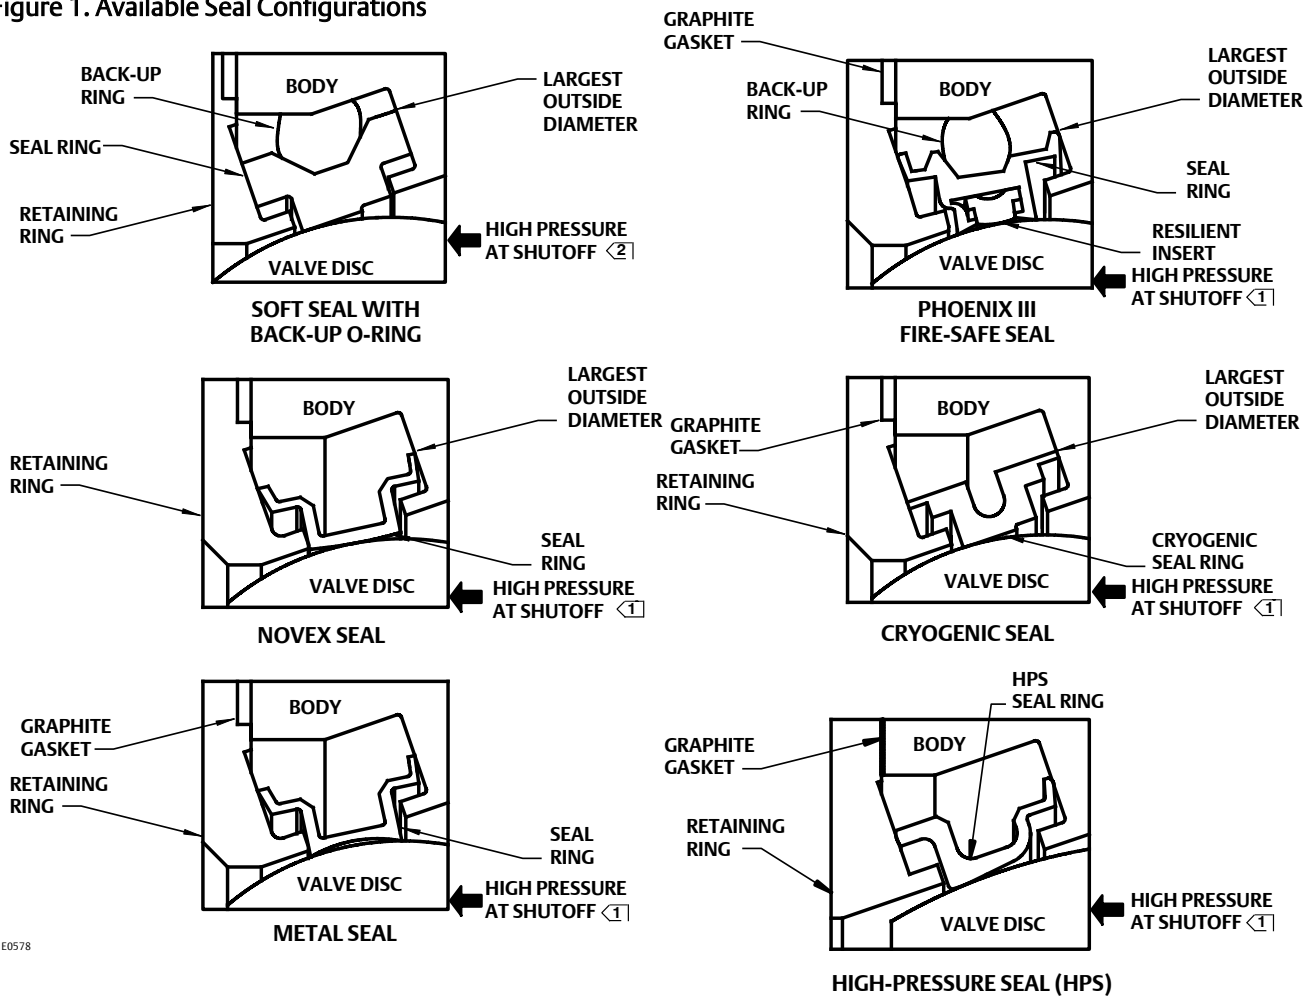 Figure 1. Available Seal Configurations
BACK-UP
RING
BODY
LARGEST
OUTSIDE
DIAMETER
SEAL RING
RETAINING
RING
HIGH PRESSURE
AT SHUTOFF 2
VALVE DISC
SOFT SEAL WITH
BACK-UP O-RING
GRAPHITE
GASKET
BACK-UP
RING
BODY
LARGEST
OUTSIDE
DIAMETER
SEAL
RING
RESILIENT
INSERT
VALVE DISC
HIGH PRESSURE
AT SHUTOFF 1
PHOENIX III
FIRE-SAFE SEAL
LARGEST
OUTSIDE
DIAMETER
BODY
RETAINING
RING
SEAL
RING
VALVE DISC
HIGH PRESSURE
AT SHUTOFF 1
NOVEX SEAL
LARGEST
OUTSIDE
DIAMETER
BODY
GRAPHITE
GASKET
RETAINING
RING
CRYOGENIC
SEAL RING
VALVE DISC
HIGH PRESSURE
AT SHUTOFF 1
CRYOGENIC SEAL
BODY
GRAPHITE
GASKET
RETAINING
RING
SEAL
RING
VALVE DISC
HIGH PRESSURE
AT SHUTOFF 1
METAL SEAL
E0578
HPS
SEAL RING
GRAPHITE
GASKET
BODY
RETAINING
RING
VALVE DISC
HIGH PRESSURE
AT SHUTOFF 1
HIGH-PRESSURE SEAL (HPS)